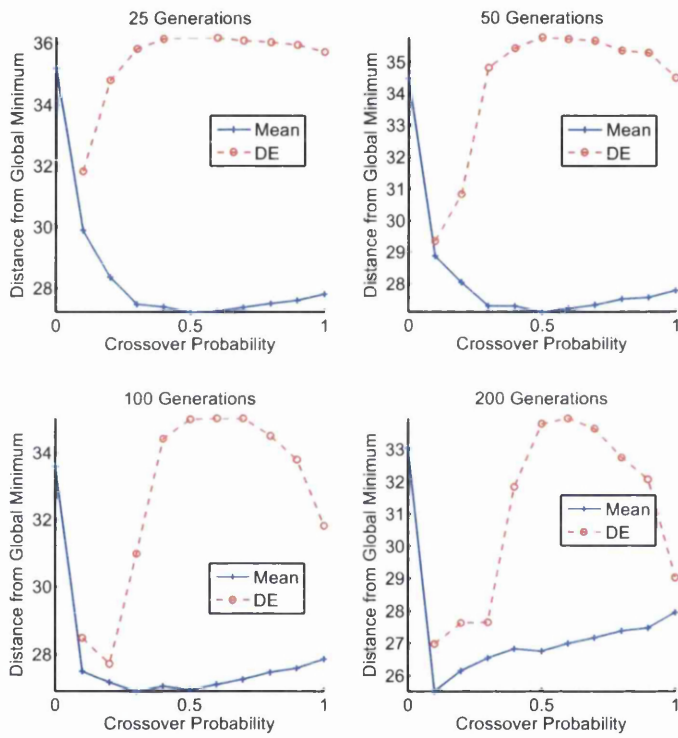 25 Generations
36
34
32
30
28
0
0.5
1
Distance from Global Minimum
Crossover Probability
Mean
DE
50 Generations
35
34
33
32
31
30
29
28
0
0.5
1
Distance from Global Minimum
Crossover Probability
Mean
DE
100 Generations
34
32
30
28
0
0.5
1
Distance from Global Minimum
Crossover Probability
Mean
DE
200 Generations
33
32
31
30
29
28
27
26
0
0.5
1
Distance from Global Minimum
Crossover Probability
Mean
DE